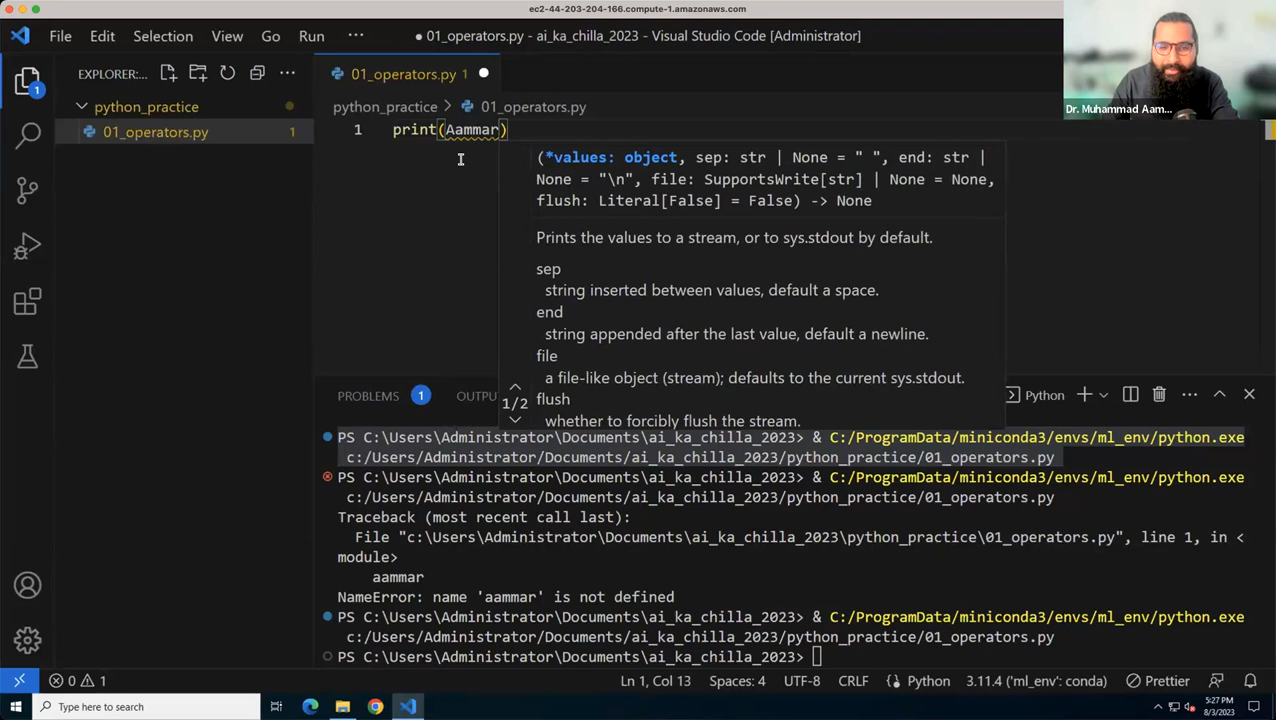 ec2-44-203-204-166.compute-1.amazonaws.com
File Edit Selection View Go Run ··· ● 01_operators.py - ai_ka_chilla_2023 - Visual Studio Code [Administrator]
1
EXPLORER:... ···
01_operators.py 1
python_practice
python_practice > 01_operators.py
Dr. Muhammad Aam...
01_operators.py 1
1 print(Aammar)
(*values: object, sep: str | None = " ", end: str |
None = "\n", file: SupportsWrite[str] | None = None,
flush: Literal[False] = False) -> None
Prints the values to a stream, or to sys.stdout by default.
sep
string inserted between values, default a space.
end
string appended after the last value, default a newline.
file
a file-like object (stream); defaults to the current sys.stdout.
flush
whether to forcibly flush the stream.
1/2
PROBLEMS 1 OUTPU
Python
PS C:\Users\Administrator\Documents\ai_ka_chilla_2023> & C:/ProgramData/miniconda3/envs/ml_env/python.exe
c:/Users/Administrator/Documents/ai_ka_chilla_2023/python_practice/01_operators.py
PS C:\Users\Administrator\Documents\ai_ka_chilla_2023> & C:/ProgramData/miniconda3/envs/ml_env/python.exe
c:/Users/Administrator/Documents/ai_ka_chilla_2023/python_practice/01_operators.py
Traceback (most recent call last):
File "c:\Users\Administrator\Documents\ai_ka_chilla_2023\python_practice\01_operators.py", line 1, in <
module>
aammar
NameError: name 'aammar' is not defined
PS C:\Users\Administrator\Documents\ai_ka_chilla_2023> & C:/ProgramData/miniconda3/envs/ml_env/python.exe
c:/Users/Administrator/Documents/ai_ka_chilla_2023/python_practice/01_operators.py
PS C:\Users\Administrator\Documents\ai_ka_chilla_2023>
0 1 Ln 1, Col 13 Spaces: 4 UTF-8 CRLF Python 3.11.4 ('ml_env': conda) Prettier
Type here to search
5:27 PM
8/3/2023